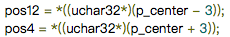 pos12 = *((uchar32*)(p_center - 3));
pos4 = *((uchar32*)(p_center + 3));